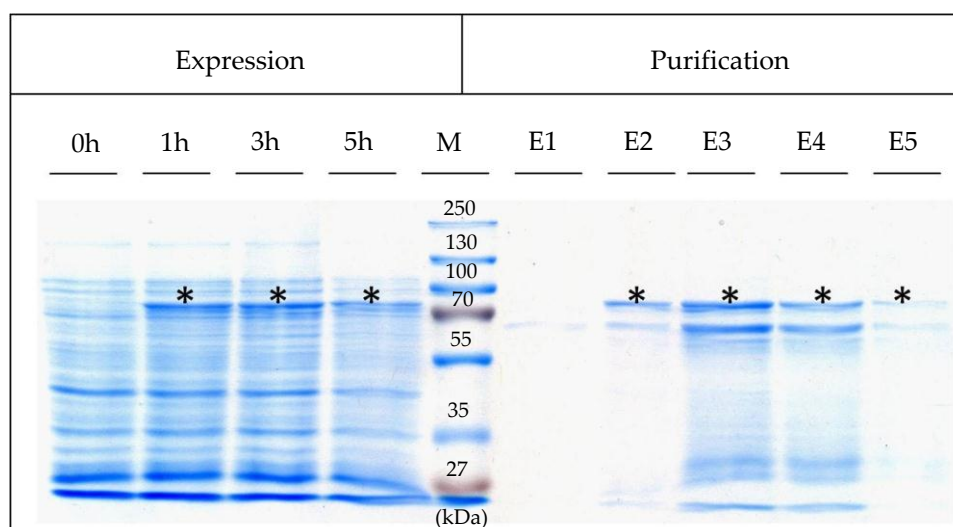 Expression Purification
0h 1h 3h 5h M E1 E2 E3 E4 E5
250
130
100
* * * * * * *
70
55
35
27
(kDa)